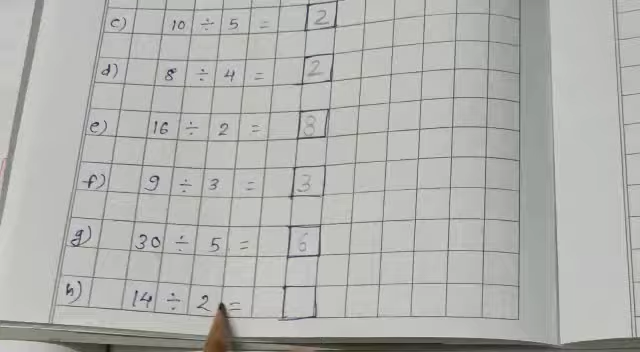 c) 10 ÷ 5 = 2
d) 8 ÷ 4 = 2
e) 16 ÷ 2 = 8
f) 9 ÷ 3 = 3
g) 30 ÷ 5 = 6
h) 14 ÷ 2 =